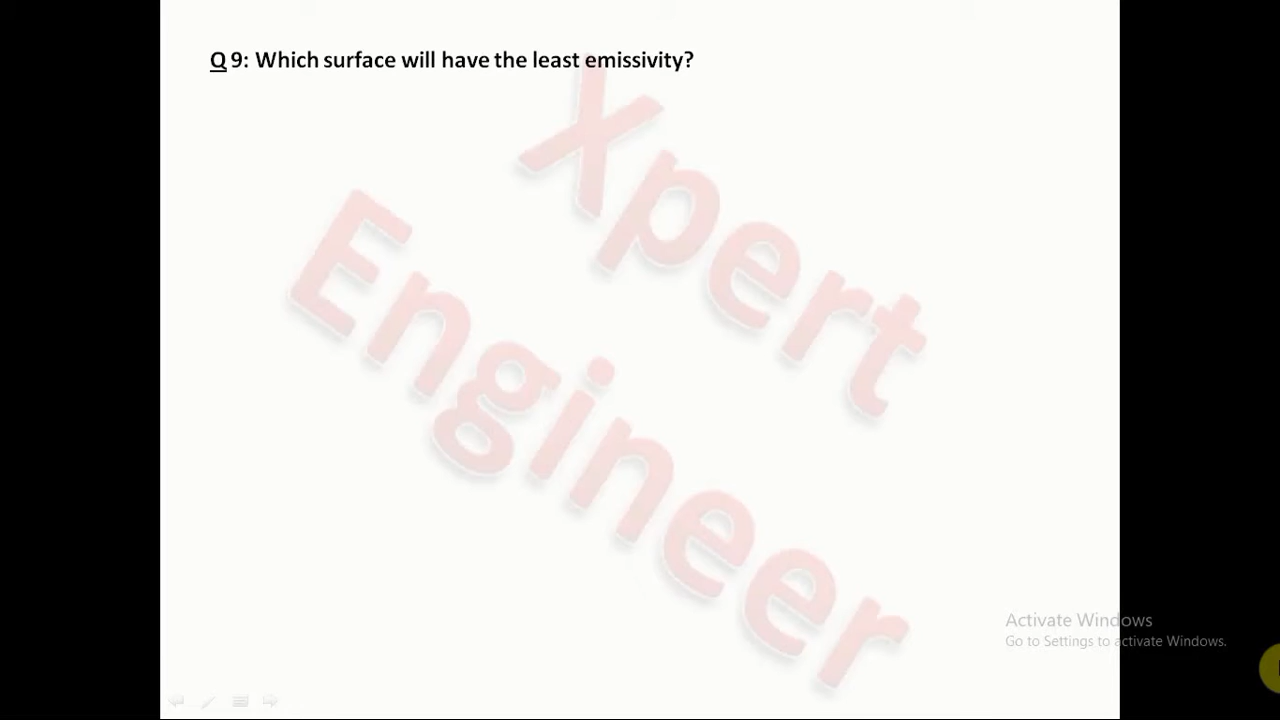 Q 9: Which surface will have the least emissivity?
Xpert
Engineer
Activate Windows
Go to Settings to activate Windows.